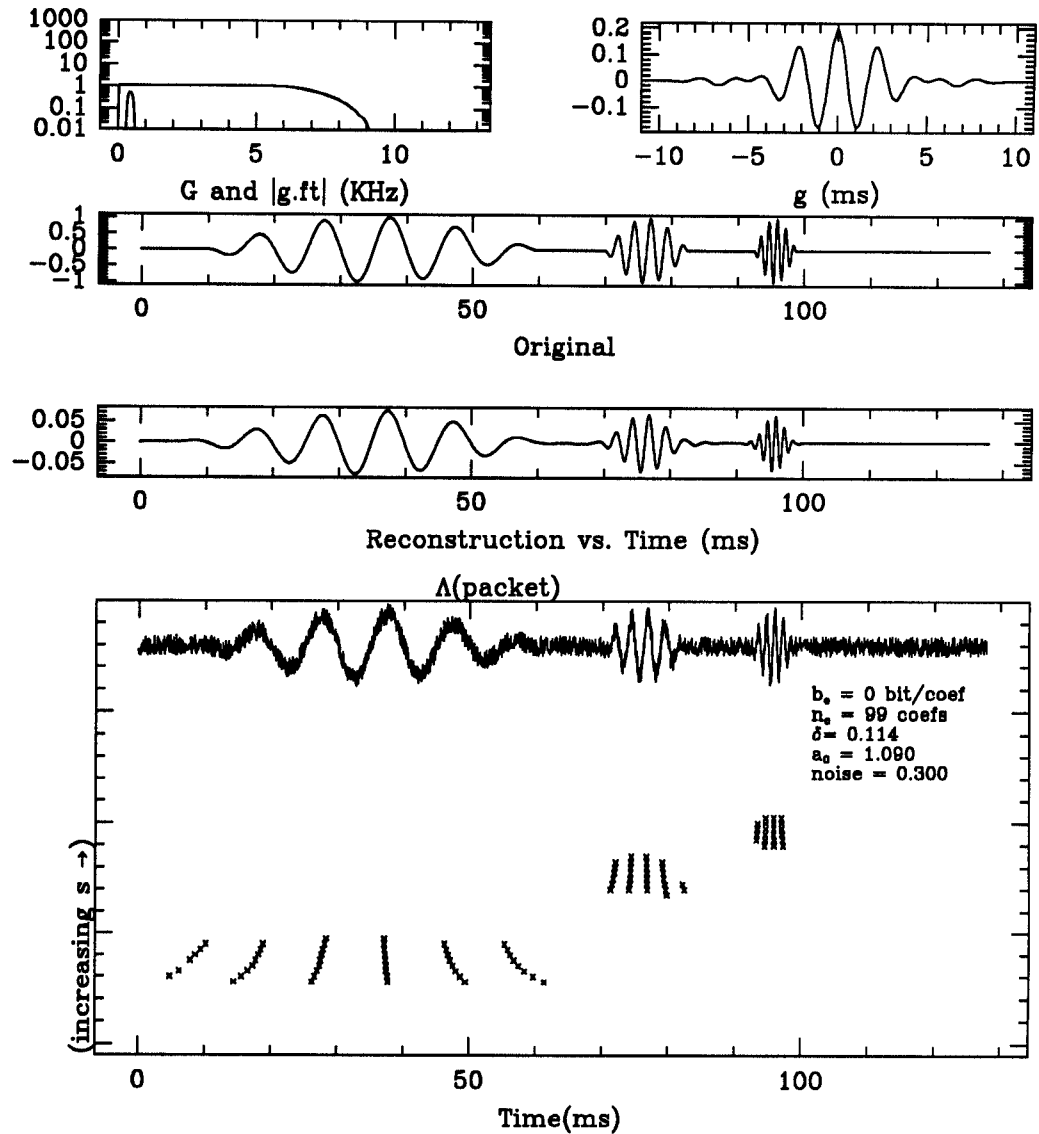 1000
100
10
1
0.1
0.01
0 5 10
G and |g.ft| (KHz)
0.2
0
−0.1
−10 −5 0 5 10
g (ms)
1
0.5
0
−0.5
−1
0 50 100
Original
0.05
0
−0.05
0 50 100
Reconstruction vs. Time (ms)
Λ(packet)
bₑ = 0 bit/coef
nₑ = 99 coefs
δ= 0.114
a₀ = 1.090
noise = 0.300
(increasing s →)
0 50 100
Time(ms)